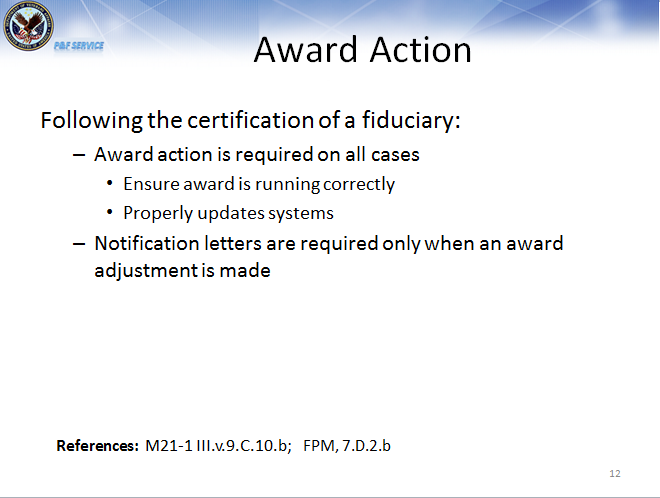 P&F SERVICE
Award Action
Following the certification of a fiduciary:
– Award action is required on all cases
• Ensure award is running correctly
• Properly updates systems
– Notification letters are required only when an award
adjustment is made
References: M21-1 III.v.9.C.10.b; FPM, 7.D.2.b
12